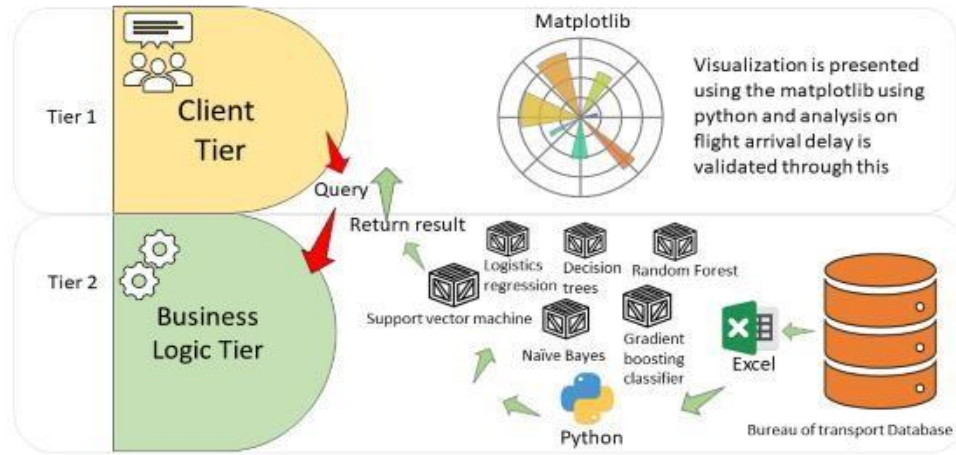 Matplotlib
Tier 1
Client
Tier
Visualization is presented
using the matplotlib using
python and analysis on
flight arrival delay is
validated through this
Query
Return result
Tier 2
Business
Logic Tier
Logistics
regression
Decision
trees
Random Forest
Support vector machine
Naïve Bayes
Gradient
boosting
classifier
Excel
Python
Bureau of transport Database